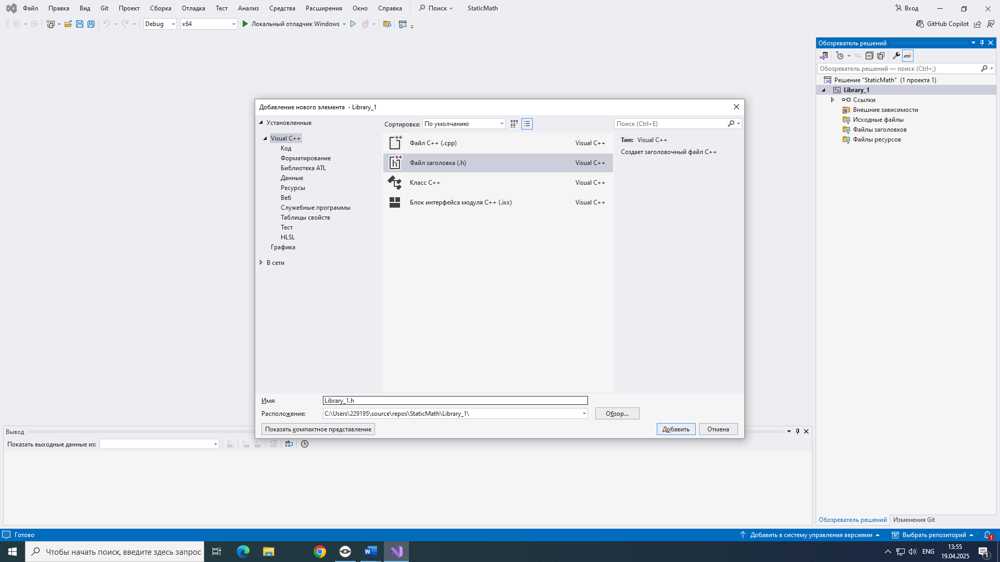 Файл Правка Вид Git Проект Сборка Отладка Тест Анализ Средства Расширения Окно Справка Поиск StaticMath Вход
Debug x64 Локальный отладчик Windows GitHub Copilot
Обозреватель решений
Обозреватель решений — поиск (Ctrl+;)
Решение "StaticMath" (1 проекта 1)
Library_1
Ссылки
Внешние зависимости
Исходные файлы
Файлы заголовков
Файлы ресурсов
Добавление нового элемента - Library_1
Установленные
Сортировка: По умолчанию
Поиск (Ctrl+E)
Visual C++
Код
Форматирование
Библиотека ATL
Данные
Ресурсы
Веб
Служебные программы
Таблицы свойств
Тест
HLSL
Графика
В сети
Файл C++ (.cpp) Visual C++
Файл заголовка (.h) Visual C++
Класс C++ Visual C++
Блок интерфейса модуля C++ (.ixx) Visual C++
Тип: Visual C++
Создает заголовочный файл C++
Имя: Library_1.h
Расположение: C:\Users\229195\source\repos\StaticMath\Library_1\ Обзор...
Показать компактное представление Добавить Отмена
Вывод
Показать выходные данные из:
Обозреватель решений Изменения Git
Готово Добавить в систему управления версиями Выбрать репозиторий 1
Чтобы начать поиск, введите здесь запрос
ENG
13:55
19.04.2025
1